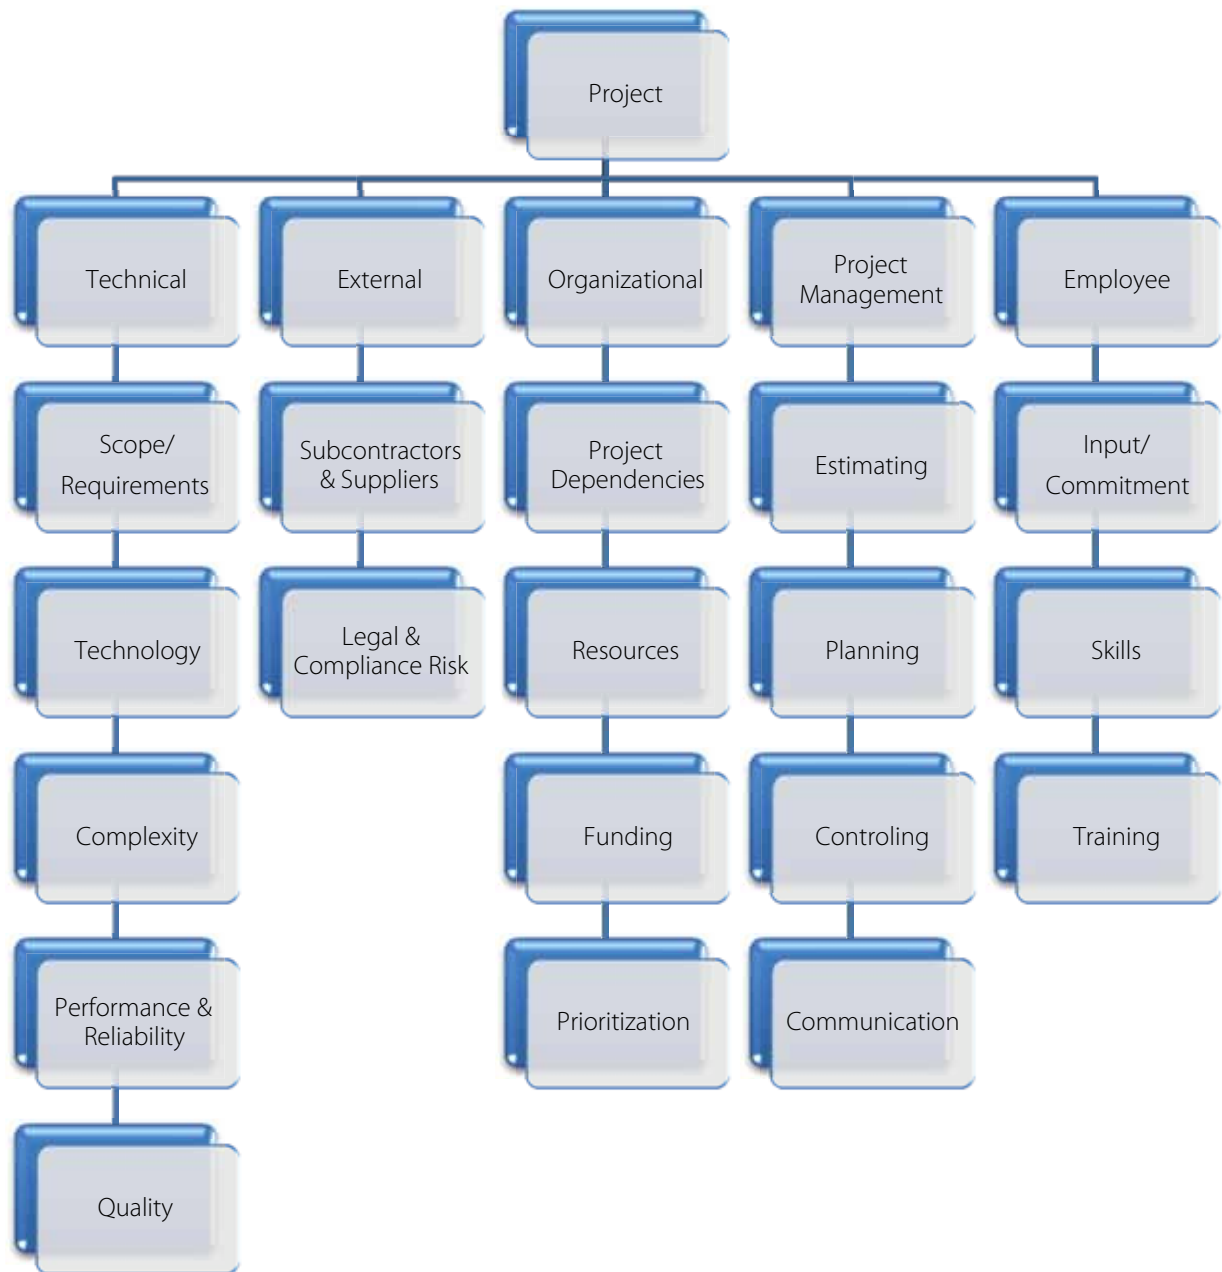 Project
Technical
External
Organizational
Project
Management
Employee
Scope/
Requirements
Subcontractors
& Suppliers
Project
Dependencies
Estimating
Input/
Commitment
Technology
Legal &
Compliance Risk
Resources
Planning
Skills
Complexity
Funding
Controling
Training
Performance &
Reliability
Prioritization
Communication
Quality